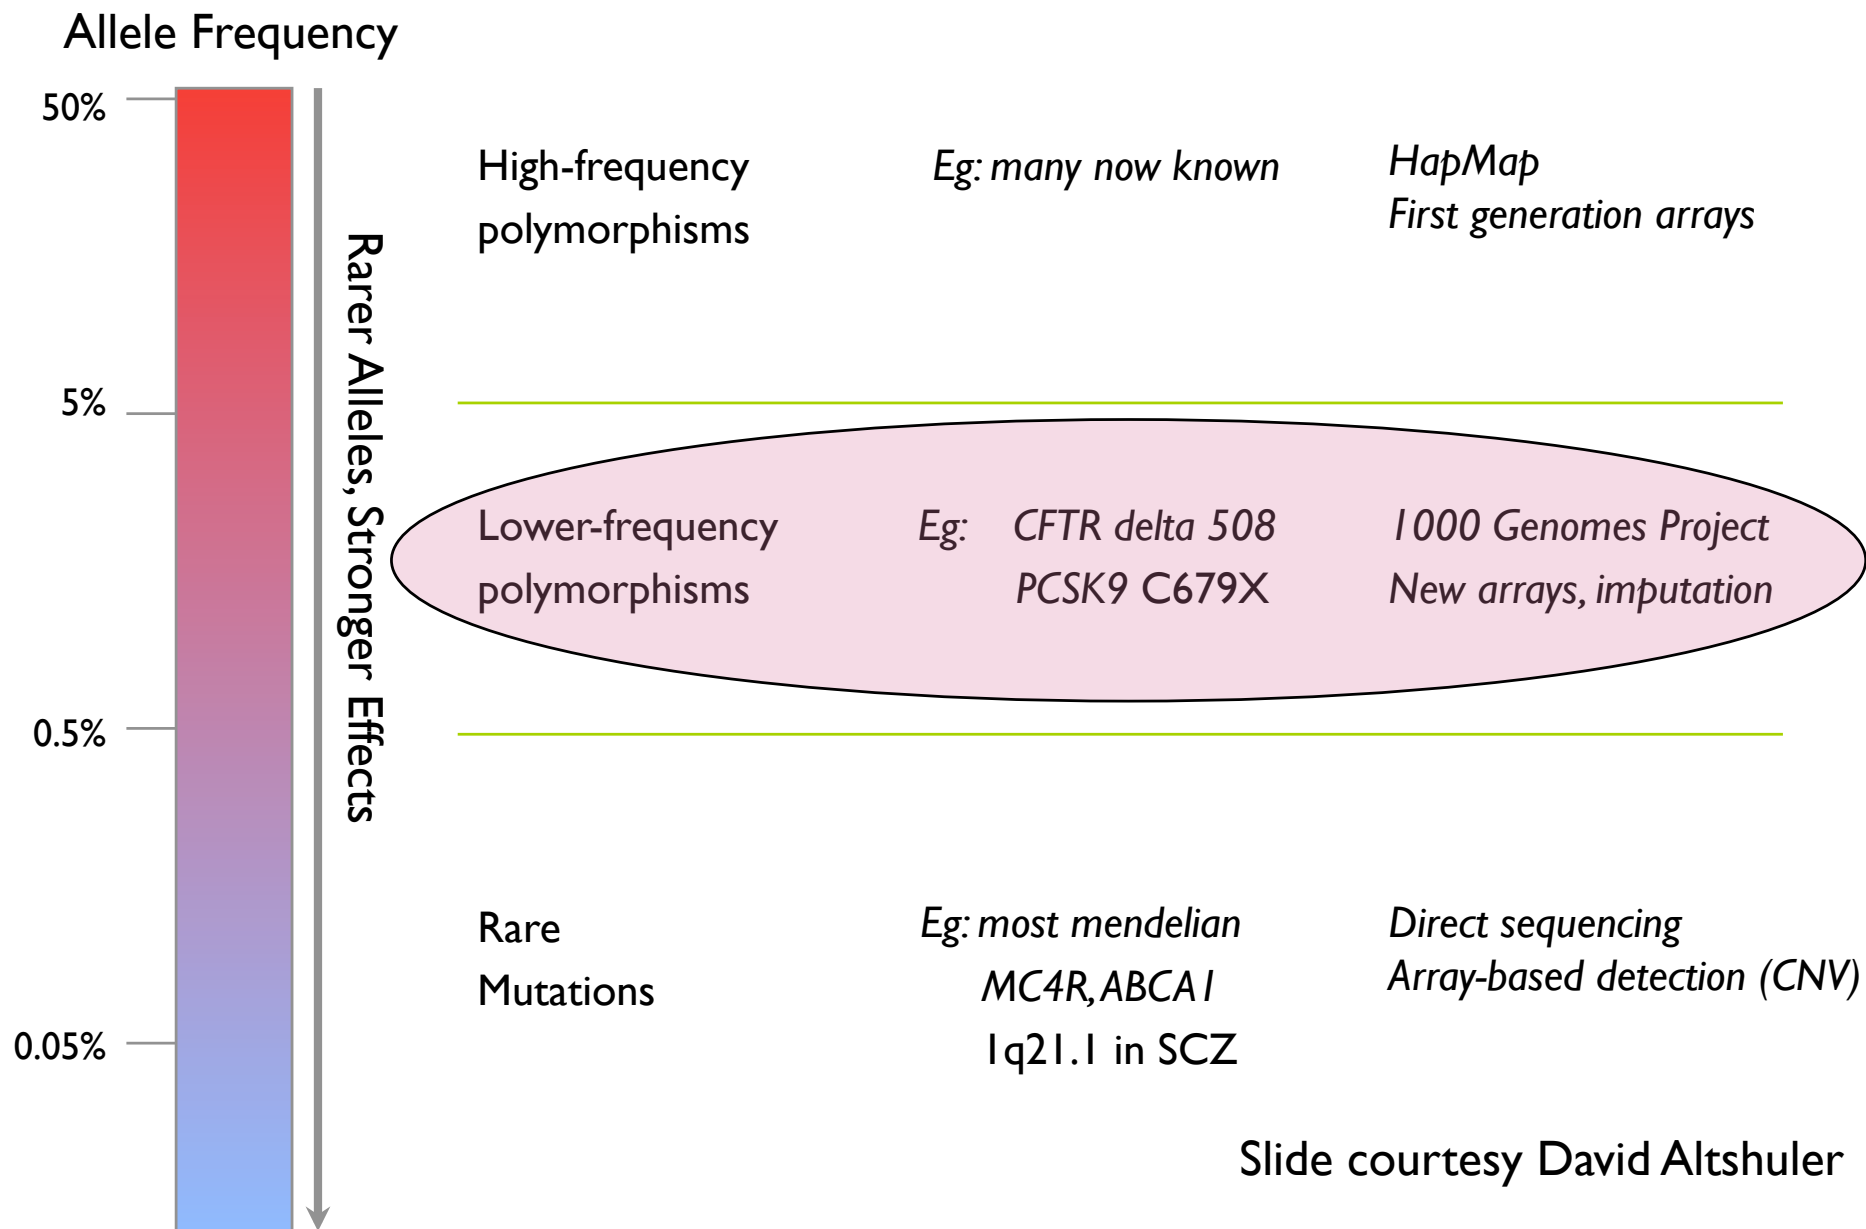 Allele Frequency
50%
5%
0.5%
0.05%
Rarer Alleles, Stronger Effects
High-frequency
polymorphisms
Eg: many now known
HapMap
First generation arrays
Lower-frequency
polymorphisms
Eg: CFTR delta 508
PCSK9 C679X
1000 Genomes Project
New arrays, imputation
Rare
Mutations
Eg: most mendelian
MC4R, ABCA1
1q21.1 in SCZ
Direct sequencing
Array-based detection (CNV)
Slide courtesy David Altshuler